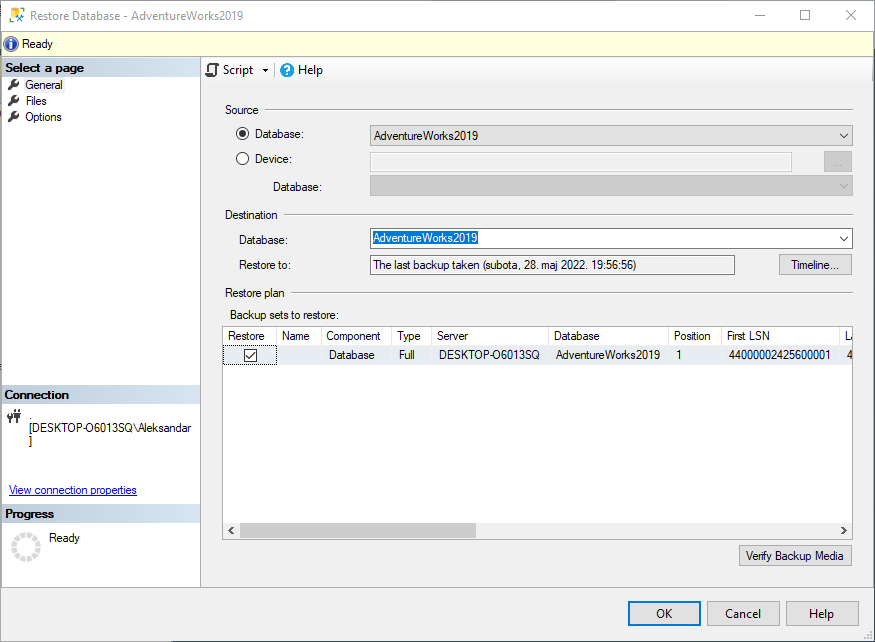 Restore Database - AdventureWorks2019
Ready
Select a page
General
Files
Options
Script
Help
Source
Database: AdventureWorks2019
Device: ...
Database:
Destination
Database: AdventureWorks2019
Restore to: The last backup taken (subota, 28. maj 2022. 19:56:56) Timeline...
Restore plan
Backup sets to restore:
Restore Name Component Type Server Database Position First LSN
Database Full DESKTOP-O6013SQ AdventureWorks2019 1 44000002425600001 4
Verify Backup Media
Connection
.
[DESKTOP-O6013SQ\Aleksandar
]
View connection properties
Progress
Ready
OK Cancel Help